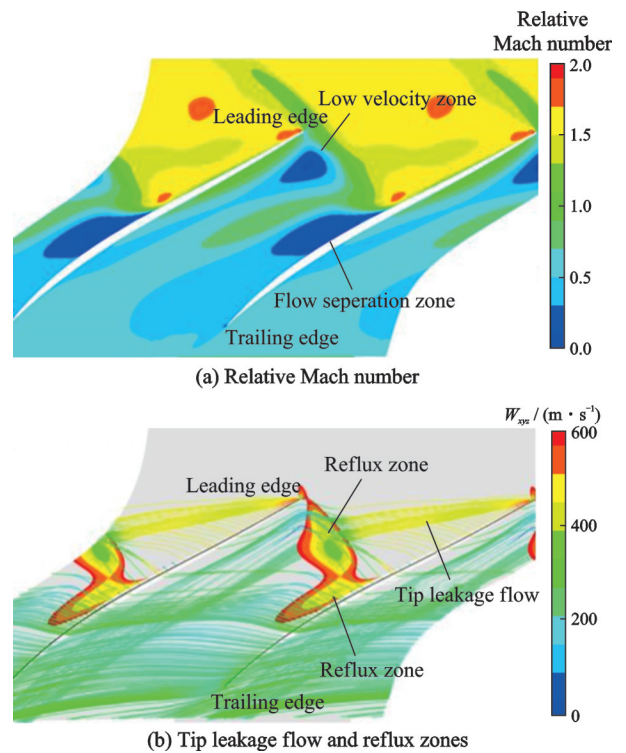 Relative
Mach number
2.0
1.5
1.0
0.5
0.0
Low velocity zone
Leading edge
Flow seperation zone
Trailing edge
(a) Relative Mach number
Wxyz / (m · s⁻¹)
600
400
200
0
Reflux zone
Leading edge
Tip leakage flow
Reflux zone
Trailing edge
(b) Tip leakage flow and reflux zones